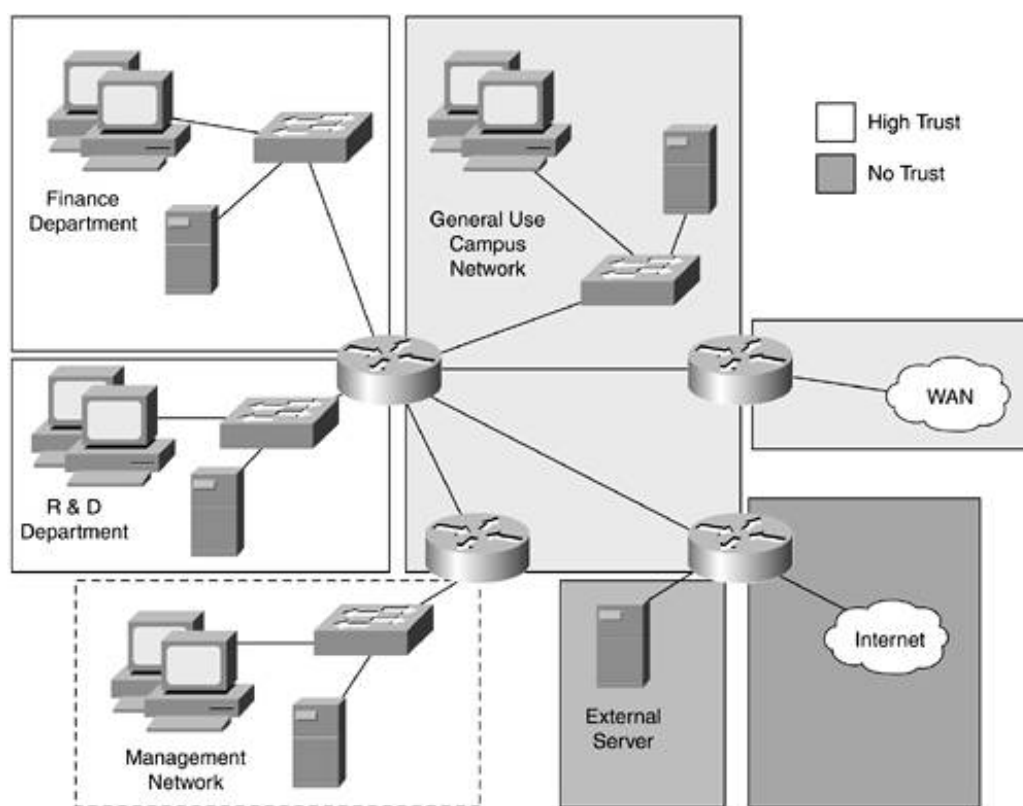 Finance
Department
General Use
Campus
Network
High Trust
No Trust
WAN
R & D
Department
Internet
External
Server
Management
Network